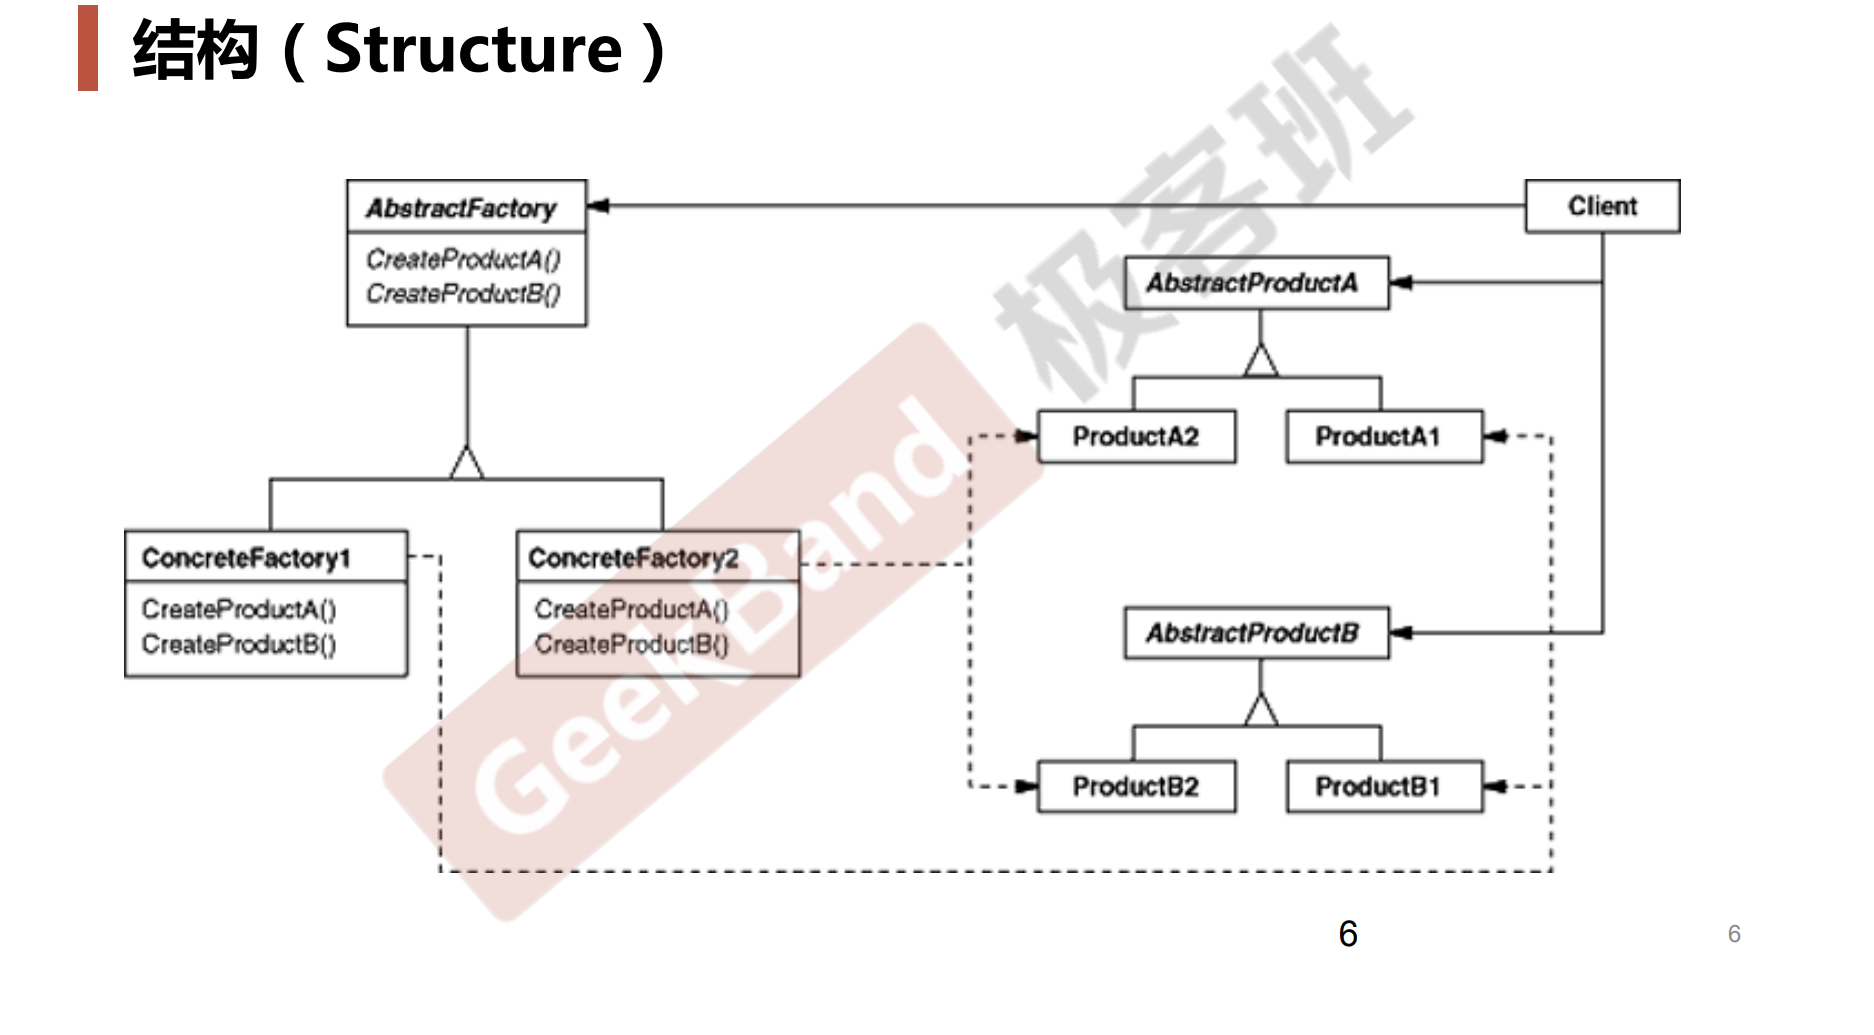 结构（Structure）
AbstractFactory
CreateProductA()
CreateProductB()
Client
AbstractProductA
ProductA2
ProductA1
ConcreteFactory1
CreateProductA()
CreateProductB()
ConcreteFactory2
CreateProductA()
CreateProductB()
AbstractProductB
ProductB2
ProductB1
GeekBand 极客班
6
6